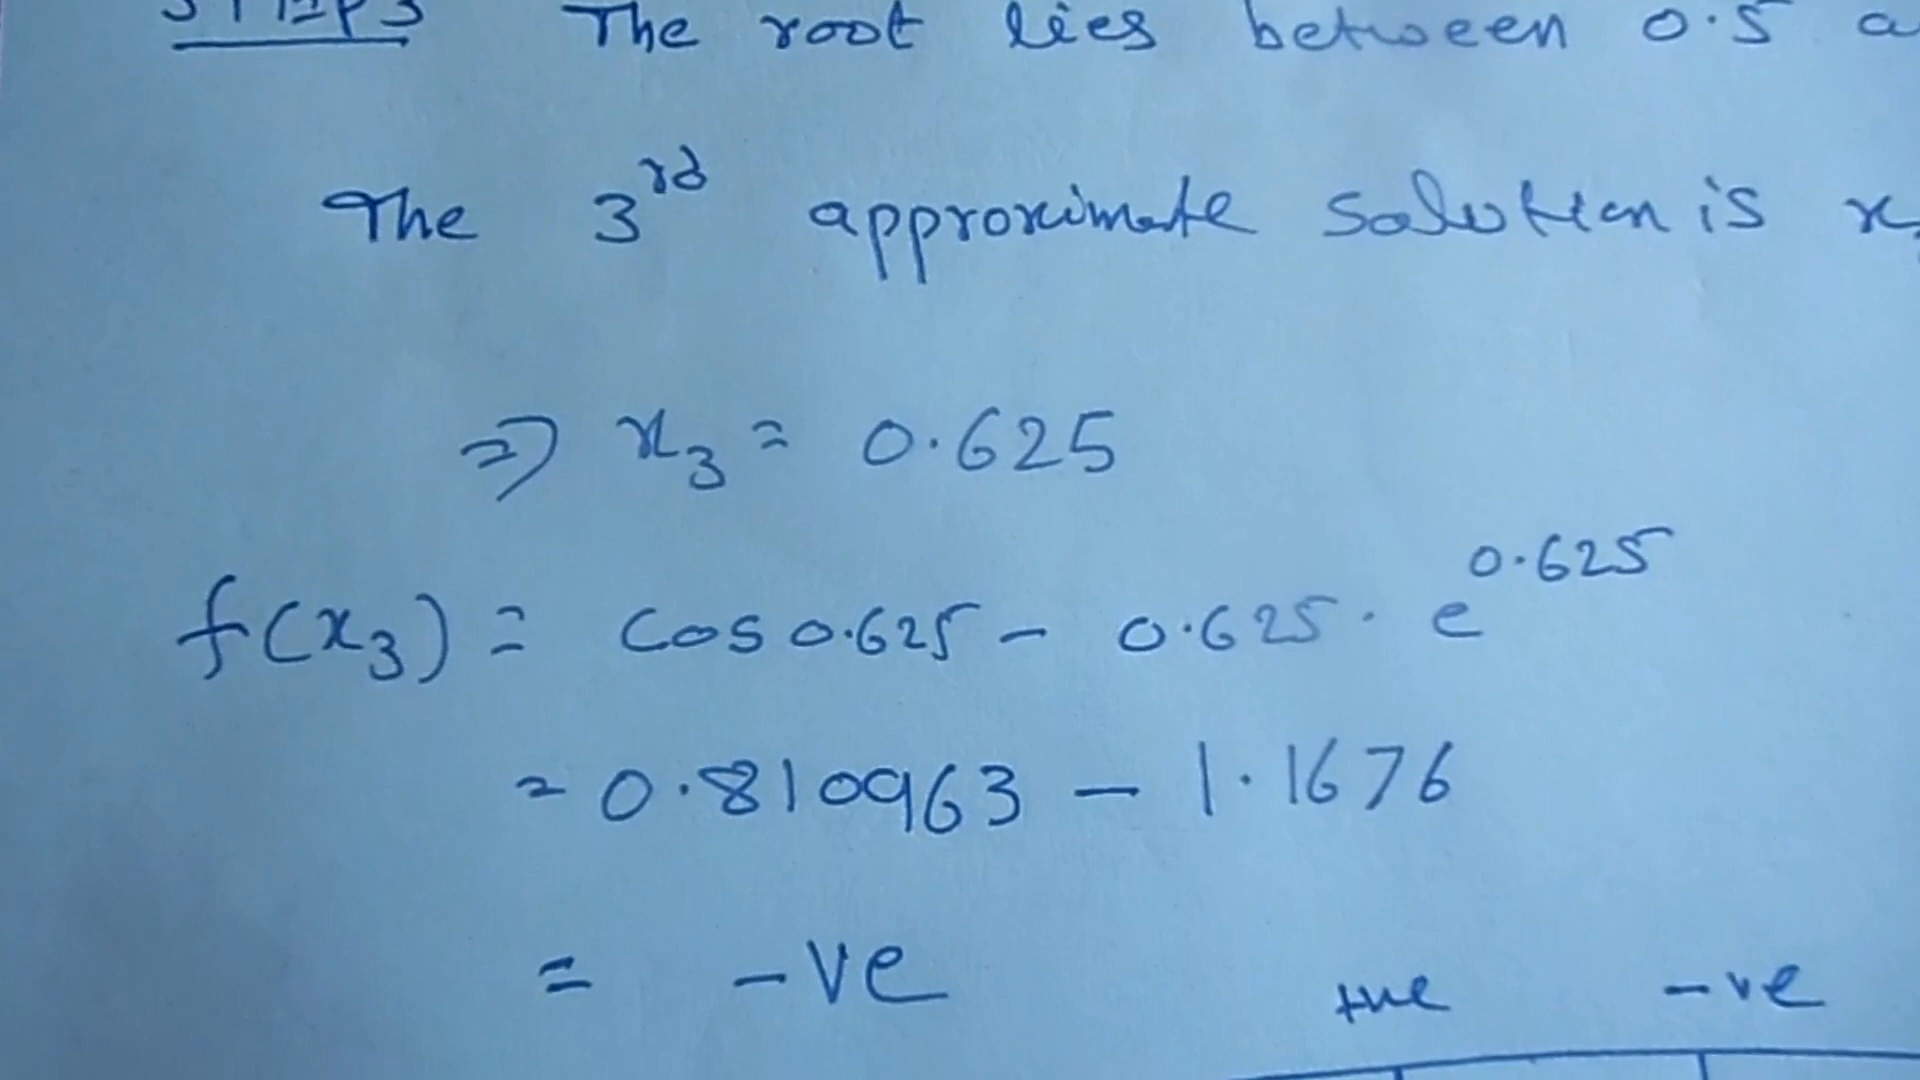 STEP3 The root lies between 0.5 a
The 3rd approximate solution is x
⇒ x₃ = 0.625
f(x₃) = cos 0.625 - 0.625 . e^0.625
= 0.810963 - 1.1676
= -ve
+ve -ve